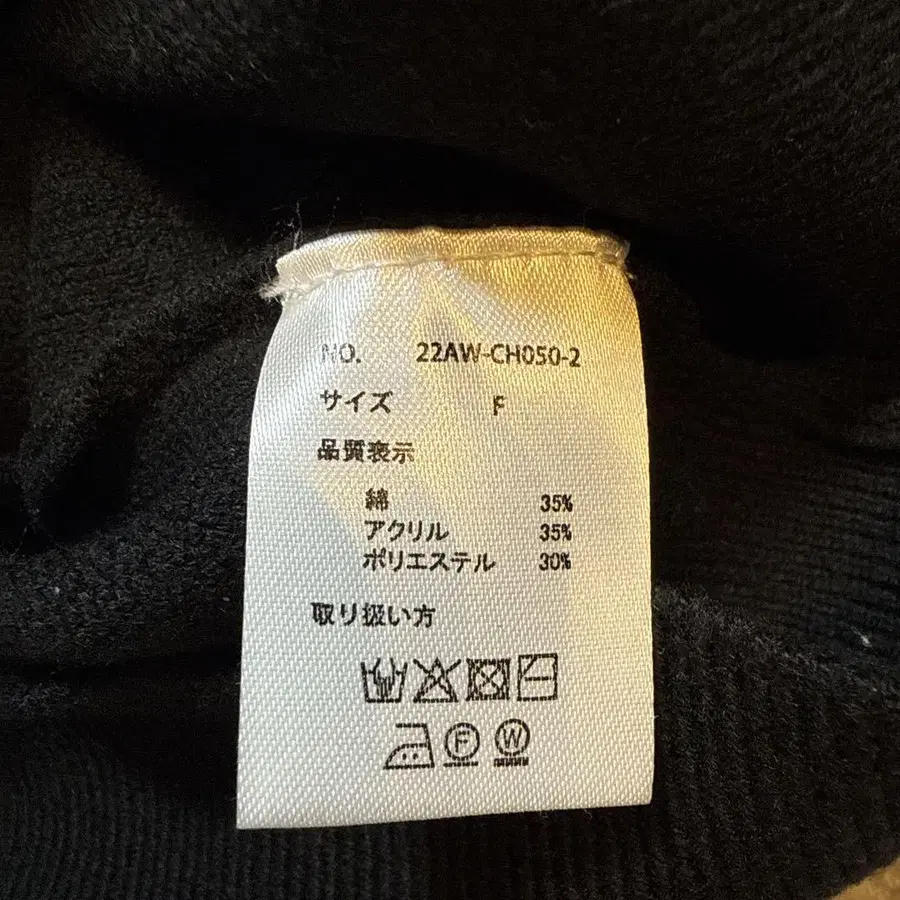 NO. 22AW-CH050-2
サイズ F
品質表示
綿 35%
アクリル 35%
ポリエステル 30%
取り扱い方
F W